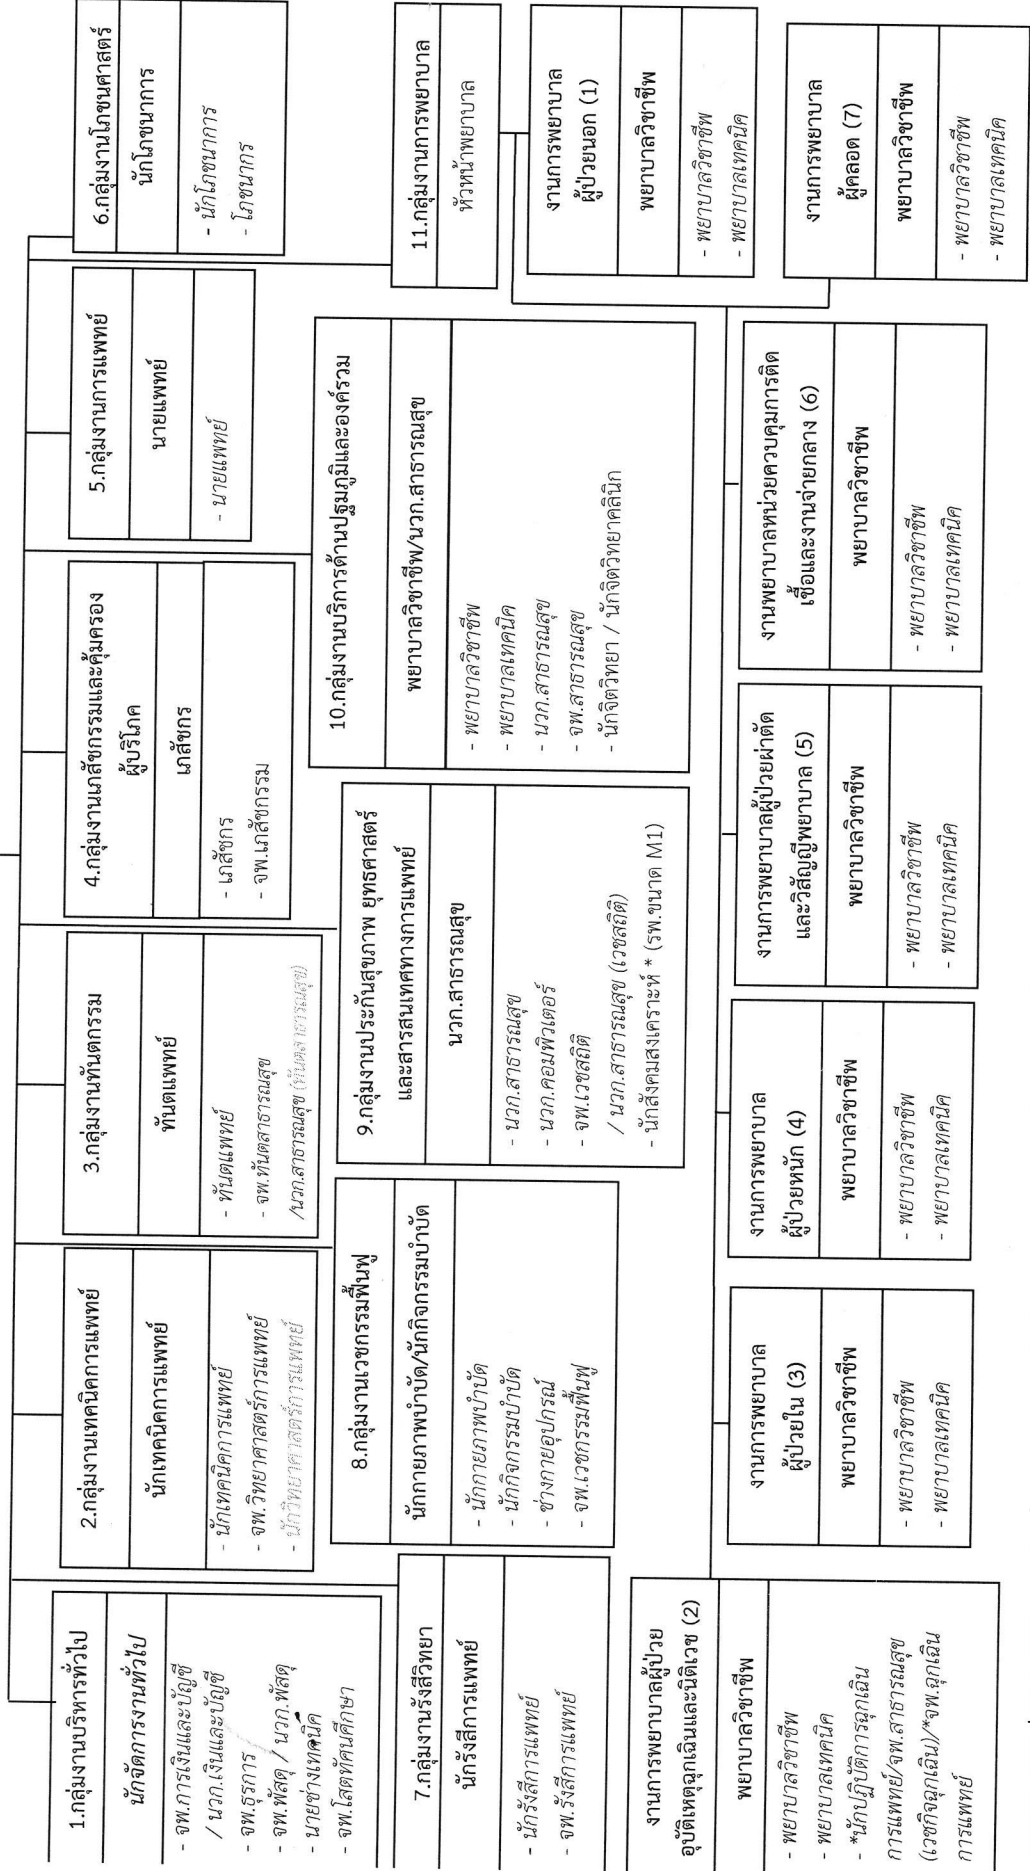 1.กลุ่มงานบริหารทั่วไป
นักจัดการงานทั่วไป
- จพ.การเงินและบัญชี
/ นวก.เงินและบัญชี
- จพ.ธุรการ
- จพ.พัสดุ / นวก.พัสดุ
- นายช่างเทคนิค
- จพ.โสตทัศนศึกษา
2.กลุ่มงานเทคนิคการแพทย์
นักเทคนิคการแพทย์
- นักเทคนิคการแพทย์
- จพ.วิทยาศาสตร์การแพทย์
- นักวิทยาศาสตร์การแพทย์
3.กลุ่มงานทันตกรรม
ทันตแพทย์
- ทันตแพทย์
- จพ.ทันตสาธารณสุข
/นวก.สาธารณสุข (ทันตสาธารณสุข)
4.กลุ่มงานเภสัชกรรมและคุ้มครอง
ผู้บริโภค
เภสัชกร
- เภสัชกร
- จพ.เภสัชกรรม
5.กลุ่มงานการแพทย์
นายแพทย์
- นายแพทย์
6.กลุ่มงานโภชนศาสตร์
นักโภชนาการ
- นักโภชนาการ
- โภชนากร
7.กลุ่มงานรังสีวิทยา
นักรังสีการแพทย์
- นักรังสีการแพทย์
- จพ.รังสีการแพทย์
8.กลุ่มงานเวชกรรมฟื้นฟู
นักกายภาพบำบัด/นักกิจกรรมบำบัด
- นักกายภาพบำบัด
- นักกิจกรรมบำบัด
- ช่างกายอุปกรณ์
- จพ.เวชกรรมฟื้นฟู
9.กลุ่มงานประกันสุขภาพ ยุทธศาสตร์
และสารสนเทศทางการแพทย์
นวก.สาธารณสุข
- นวก.สาธารณสุข
- นวก.คอมพิวเตอร์
- จพ.เวชสถิติ
/ นวก.สาธารณสุข (เวชสถิติ)
- นักสังคมสงเคราะห์ * (รพ.ขนาด M1)
10.กลุ่มงานบริการด้านปฐมภูมิและองค์รวม
พยาบาลวิชาชีพ/นวก.สาธารณสุข
- พยาบาลวิชาชีพ
- พยาบาลเทคนิค
- นวก.สาธารณสุข
- จพ.สาธารณสุข
- นักจิตวิทยา / นักจิตวิทยาคลินิก
11.กลุ่มงานการพยาบาล
หัวหน้าพยาบาล
งานการพยาบาล
ผู้ป่วยนอก (1)
พยาบาลวิชาชีพ
- พยาบาลวิชาชีพ
- พยาบาลเทคนิค
งานการพยาบาลผู้ป่วย
อุบัติเหตุฉุกเฉินและนิติเวช (2)
พยาบาลวิชาชีพ
- พยาบาลวิชาชีพ
- พยาบาลเทคนิค
- *นักปฏิบัติการฉุกเฉิน
การแพทย์/จพ.สาธารณสุข
(เวชกิจฉุกเฉิน)/*จพ.ฉุกเฉิน
การแพทย์
งานการพยาบาล
ผู้ป่วยใน (3)
พยาบาลวิชาชีพ
- พยาบาลวิชาชีพ
- พยาบาลเทคนิค
งานการพยาบาล
ผู้ป่วยหนัก (4)
พยาบาลวิชาชีพ
- พยาบาลวิชาชีพ
- พยาบาลเทคนิค
งานการพยาบาลผู้ป่วยผ่าตัด
และวิสัญญีพยาบาล (5)
พยาบาลวิชาชีพ
- พยาบาลวิชาชีพ
- พยาบาลเทคนิค
งานพยาบาลหน่วยควบคุมการติด
เชื้อและงานจ่ายกลาง (6)
พยาบาลวิชาชีพ
- พยาบาลวิชาชีพ
- พยาบาลเทคนิค
งานการพยาบาล
ผู้คลอด (7)
พยาบาลวิชาชีพ
- พยาบาลวิชาชีพ
- พยาบาลเทคนิค